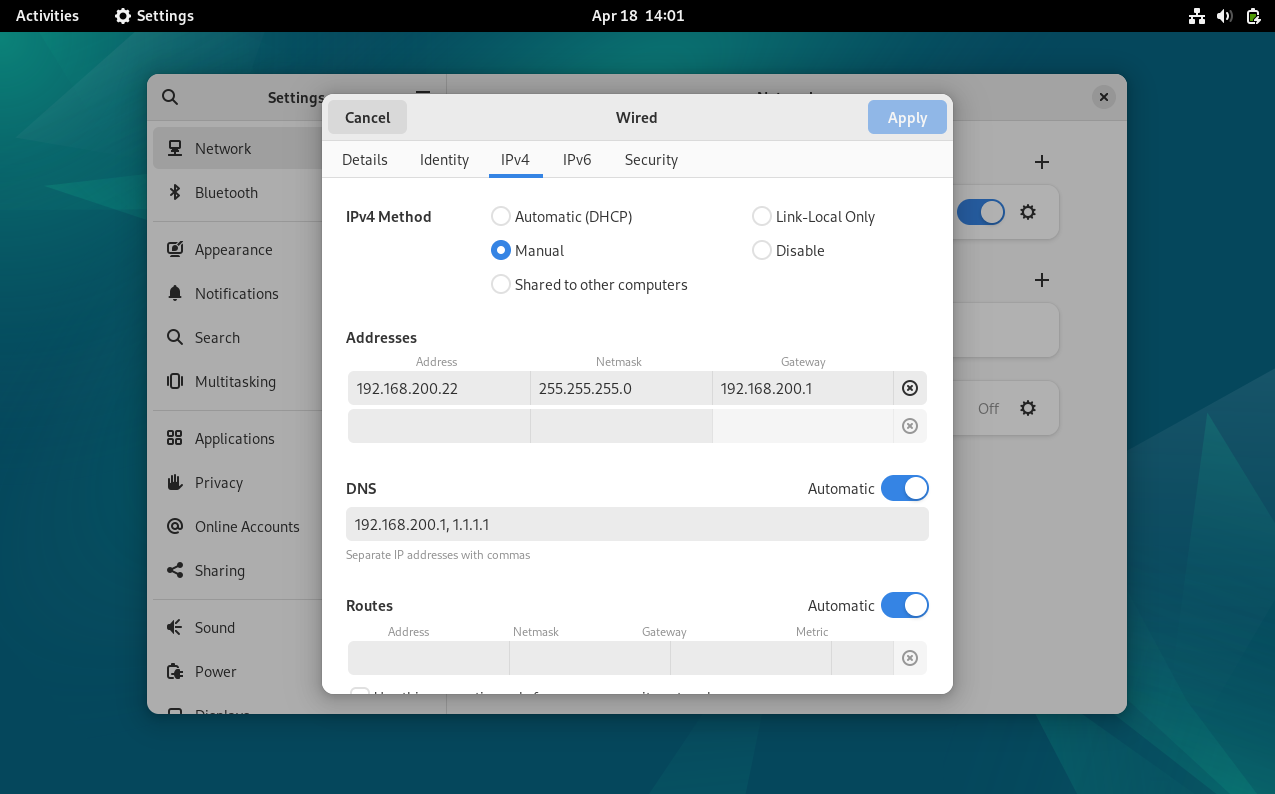 Activities Settings Apr 18 14:01
Settings
Cancel Wired Apply
Details Identity IPv4 IPv6 Security
Network
Bluetooth
Appearance
Notifications
Search
Multitasking
Applications
Privacy
Online Accounts
Sharing
Sound
Power
Displays
IPv4 Method Automatic (DHCP) Link-Local Only
Manual Disable
Shared to other computers
Addresses
Address Netmask Gateway
192.168.200.22 255.255.255.0 192.168.200.1
DNS Automatic
192.168.200.1, 1.1.1.1
Separate IP addresses with commas
Routes Automatic
Address Netmask Gateway Metric
Off